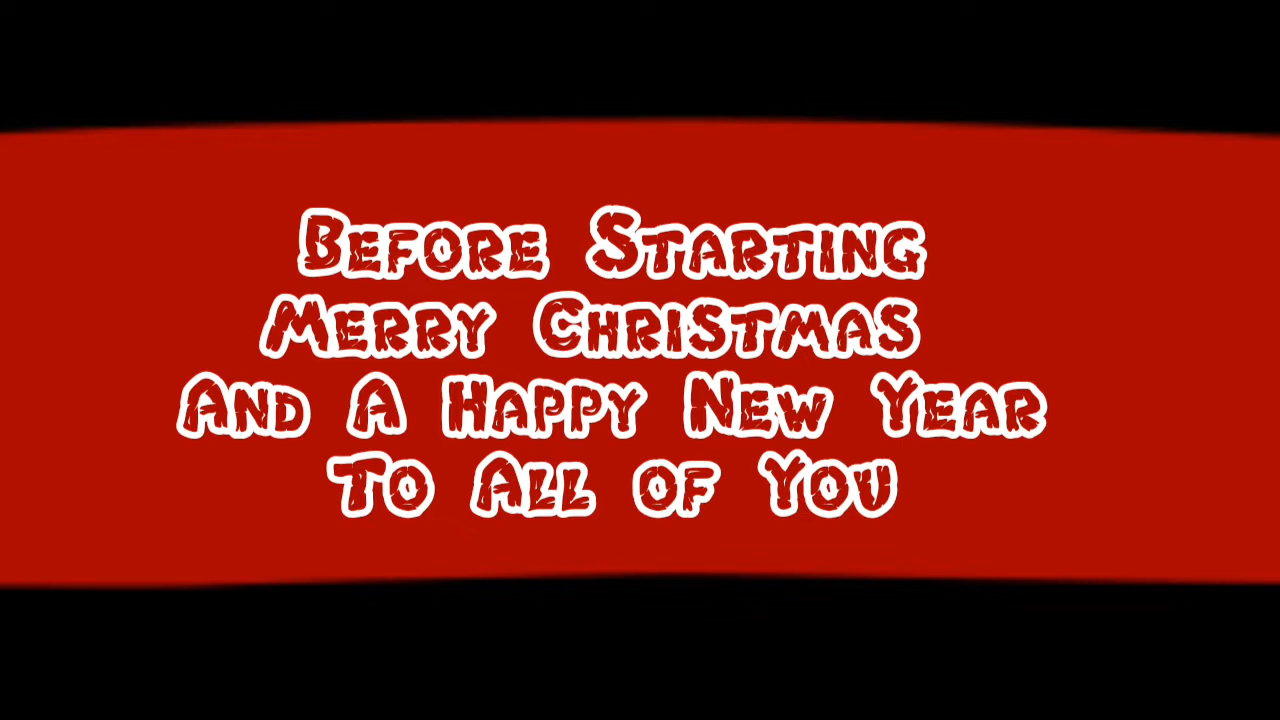 Before Starting
Merry Christmas
And A Happy New Year
To All of You